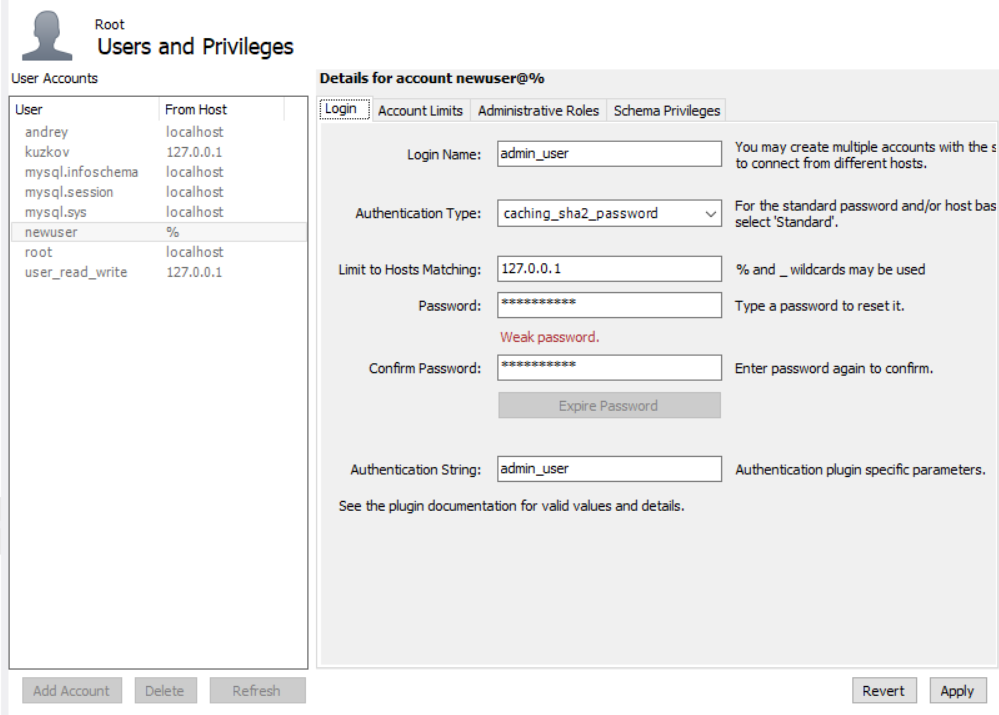 Root
Users and Privileges
User Accounts
User From Host
andrey localhost
kuzkov 127.0.0.1
mysql.infoschema localhost
mysql.session localhost
mysql.sys localhost
newuser %
root localhost
user_read_write 127.0.0.1
Add Account Delete Refresh
Details for account newuser@%
Login Account Limits Administrative Roles Schema Privileges
Login Name: admin_user You may create multiple accounts with the s
to connect from different hosts.
Authentication Type: caching_sha2_password For the standard password and/or host bas
select 'Standard'.
Limit to Hosts Matching: 127.0.0.1 % and _ wildcards may be used
Password: ********** Type a password to reset it.
Weak password.
Confirm Password: ********** Enter password again to confirm.
Expire Password
Authentication String: admin_user Authentication plugin specific parameters.
See the plugin documentation for valid values and details.
Revert Apply